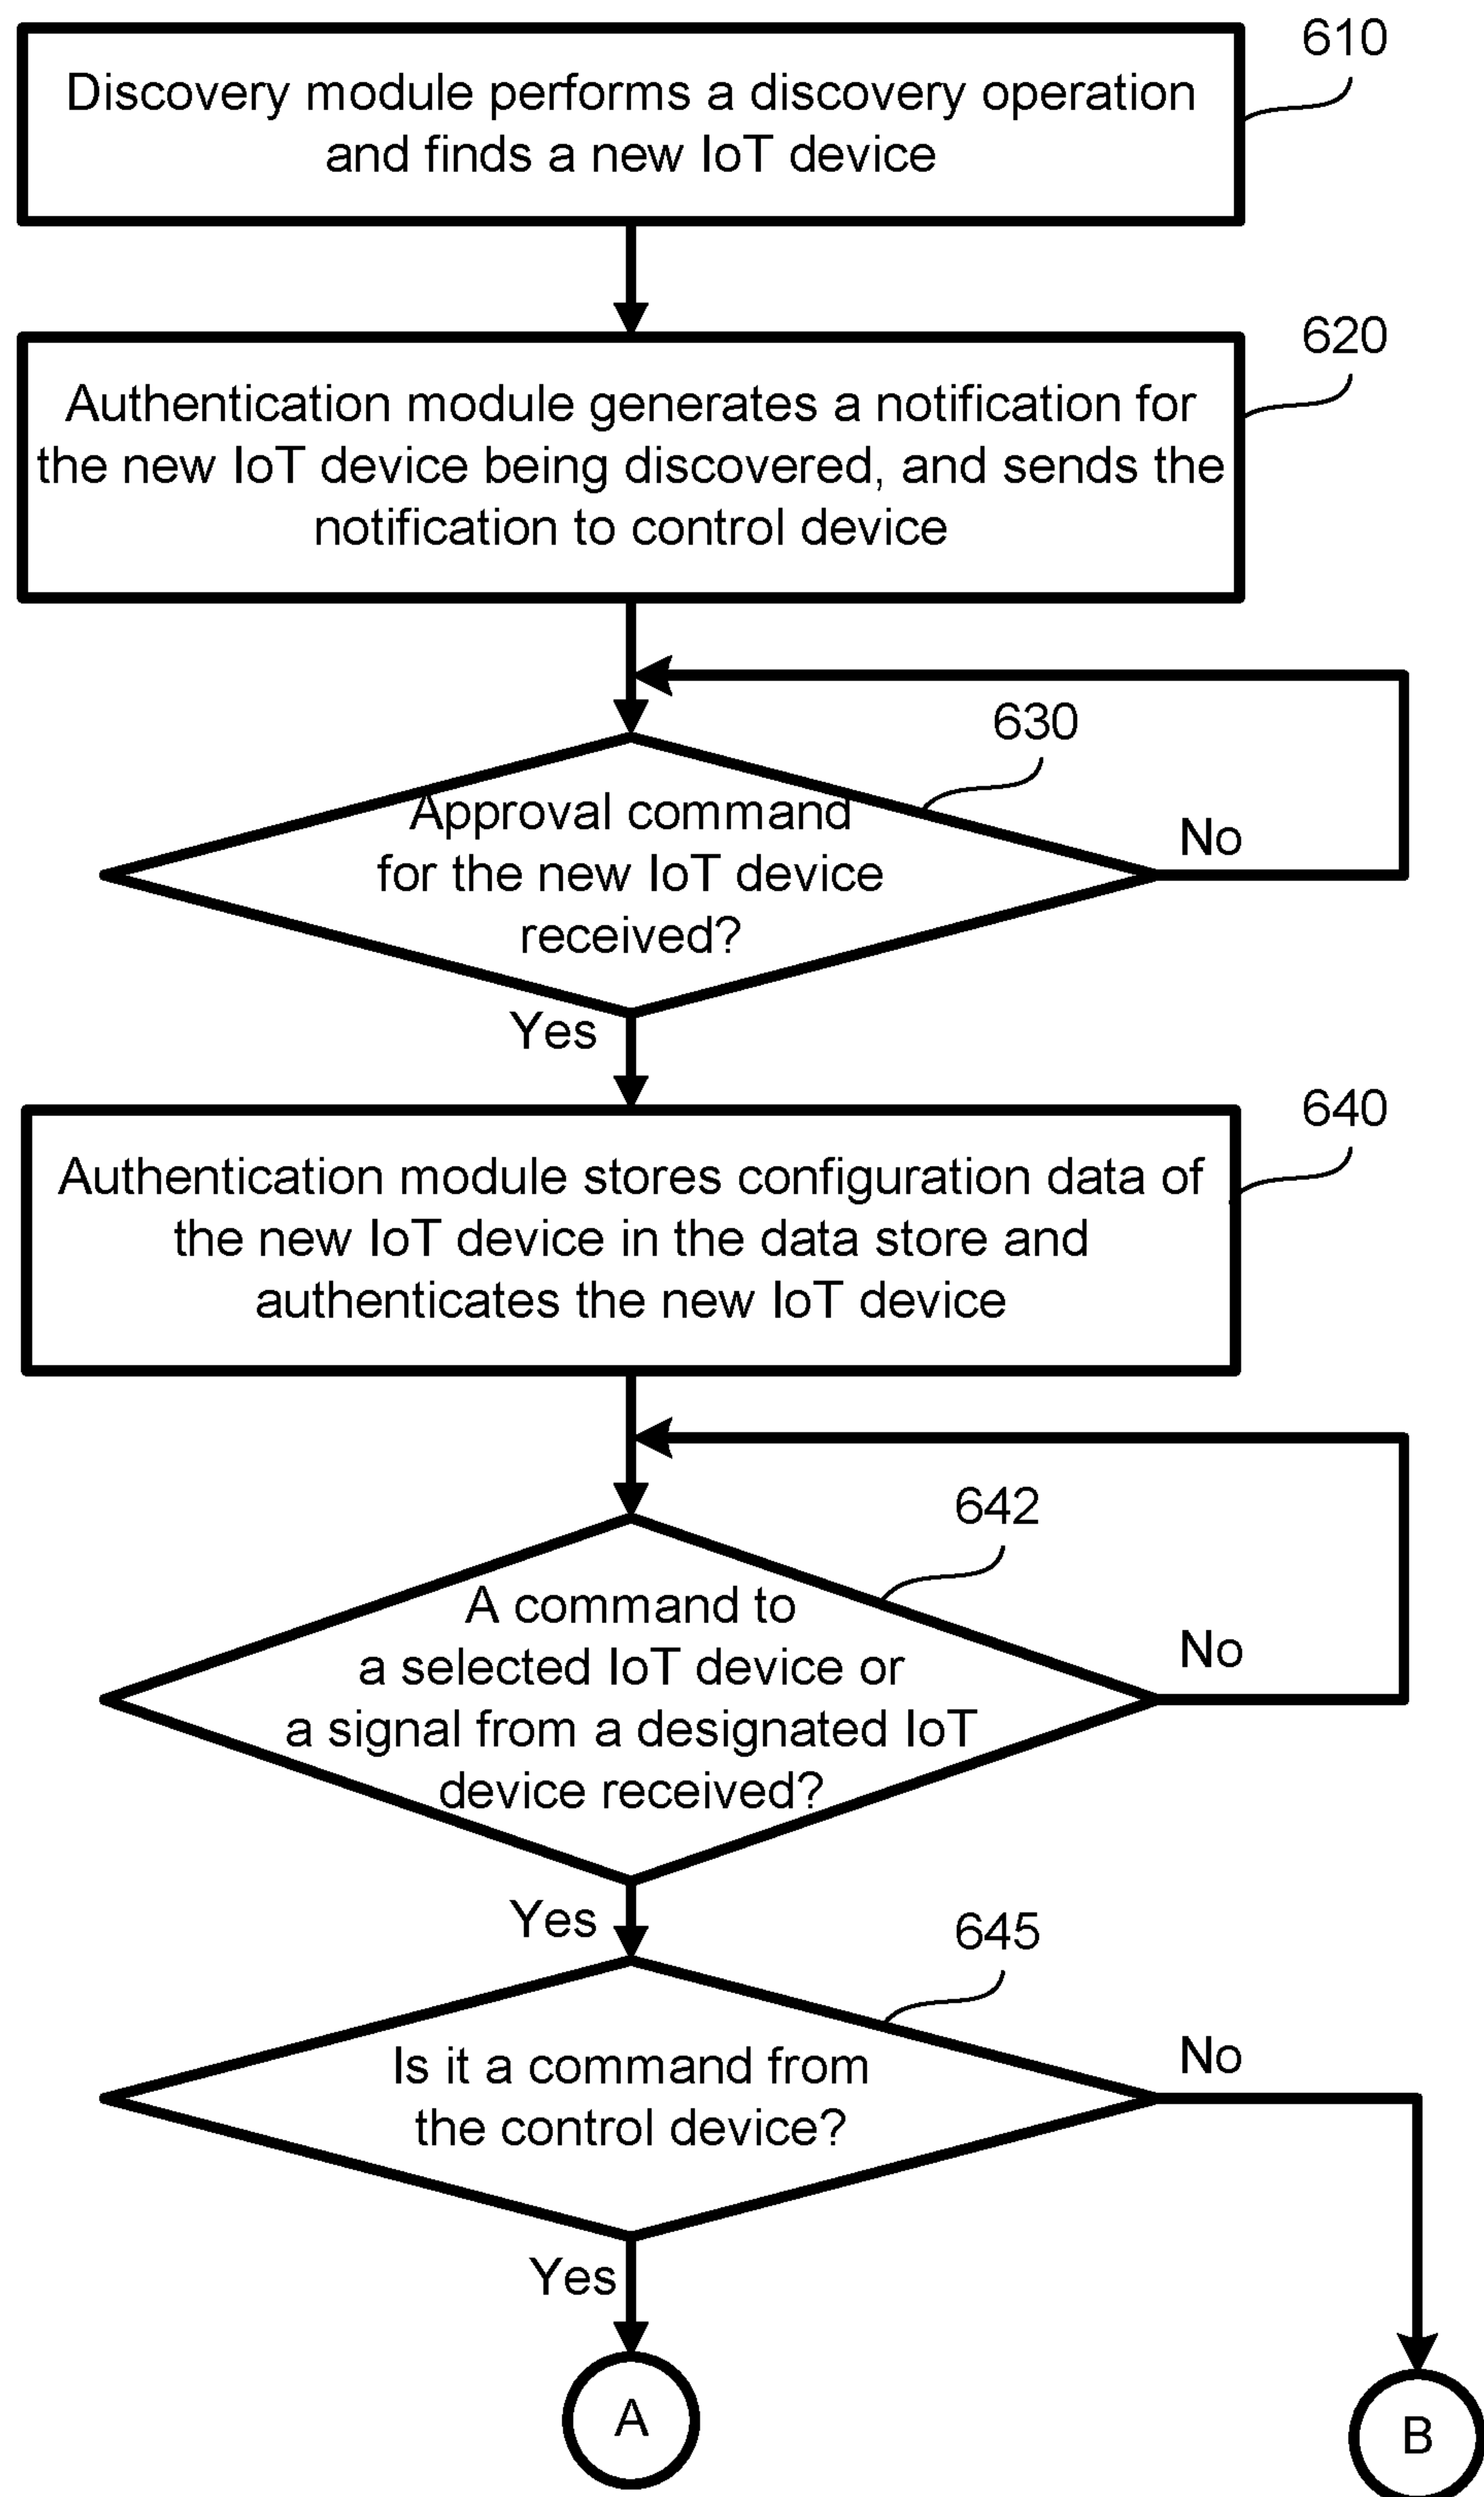 610
Discovery module performs a discovery operation
and finds a new IoT device
620
Authentication module generates a notification for
the new IoT device being discovered, and sends the
notification to control device
630
Approval command
for the new IoT device
received?
No
Yes
640
Authentication module stores configuration data of
the new IoT device in the data store and
authenticates the new IoT device
642
A command to
a selected IoT device or
a signal from a designated IoT
device received?
No
Yes
645
Is it a command from
the control device?
No
Yes
A
B